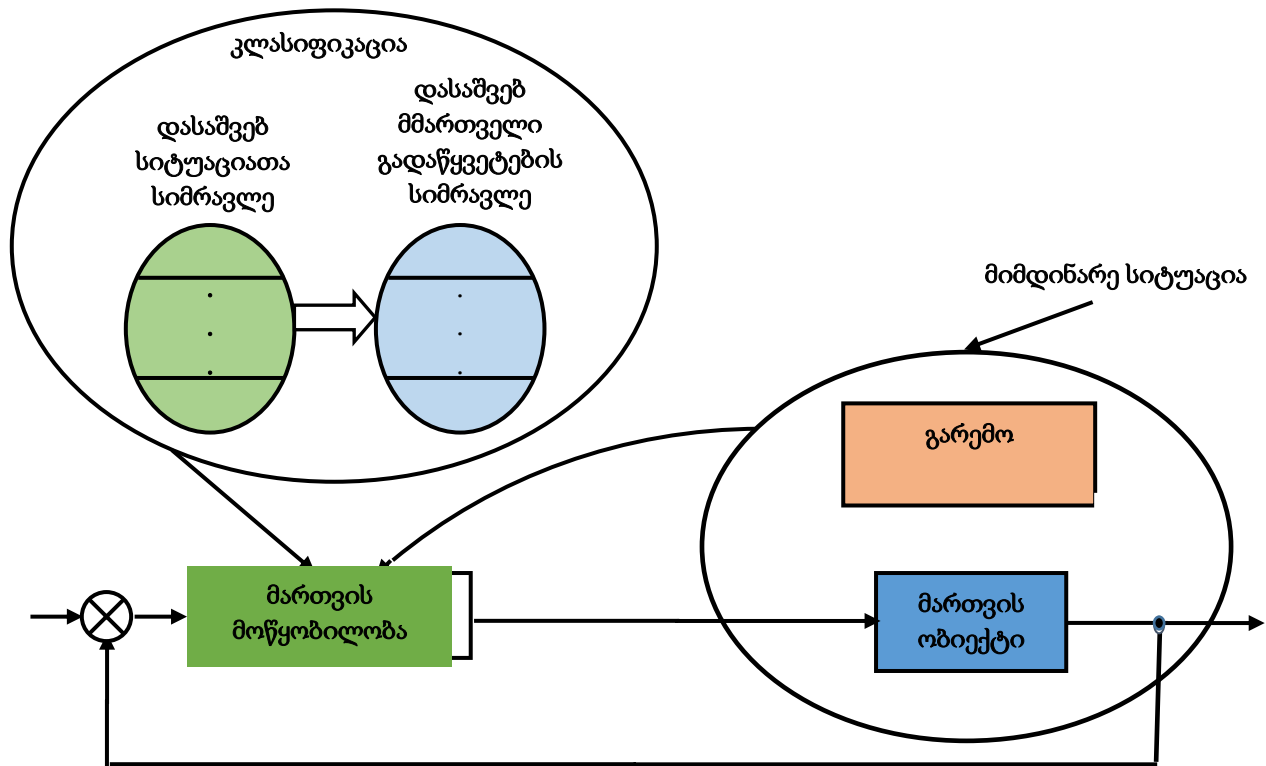 კლასიფიკაცია
დასაშვებ
სიტუაციათა
სიმრავლე
დასაშვებ
მმართველი
გადაწყვეტების
სიმრავლე
მიმდინარე სიტუაცია
გარემო
მართვის
მოწყობილობა
მართვის
ობიექტი